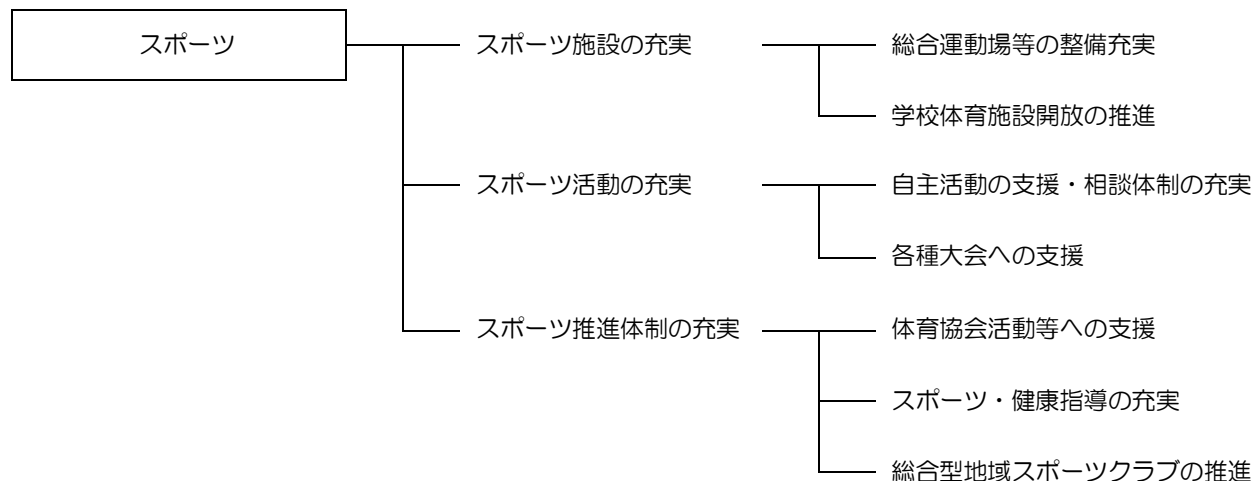 スポーツ
スポーツ施設の充実
総合運動場等の整備充実
学校体育施設開放の推進
スポーツ活動の充実
自主活動の支援・相談体制の充実
各種大会への支援
スポーツ推進体制の充実
体育協会活動等への支援
スポーツ・健康指導の充実
総合型地域スポーツクラブの推進